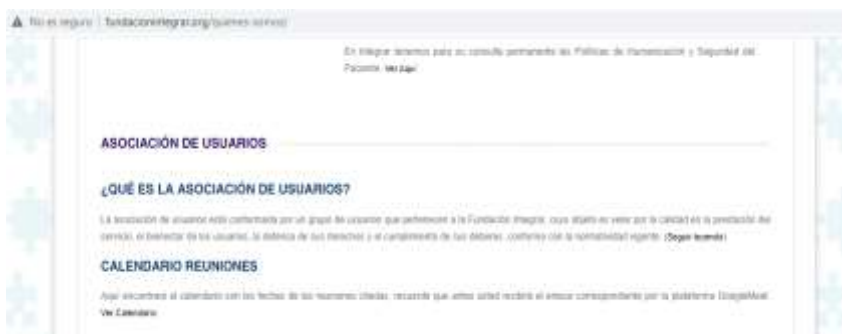 No es seguro | fundacionintegrar.org/quienes-somos/
En Integrar tenemos para su consulta permanente las Políticas de Humanización y Seguridad del
Paciente. Ver aquí
ASOCIACIÓN DE USUARIOS
¿QUÉ ES LA ASOCIACIÓN DE USUARIOS?
La asociación de usuarios está conformada por un grupo de usuarios que pertenecen a la Fundación Integrar, cuyo objeto es velar por la calidad en la prestación del
servicio, el bienestar de los usuarios, la defensa de sus derechos y el cumplimiento de sus deberes, conforme con la normatividad vigente. (Seguir leyendo)
CALENDARIO REUNIONES
Aquí encontrará el calendario con las fechas de las reuniones citadas, recuerde que antes usted recibirá el enlace correspondiente por la plataforma GoogleMeet.
Ver Calendario